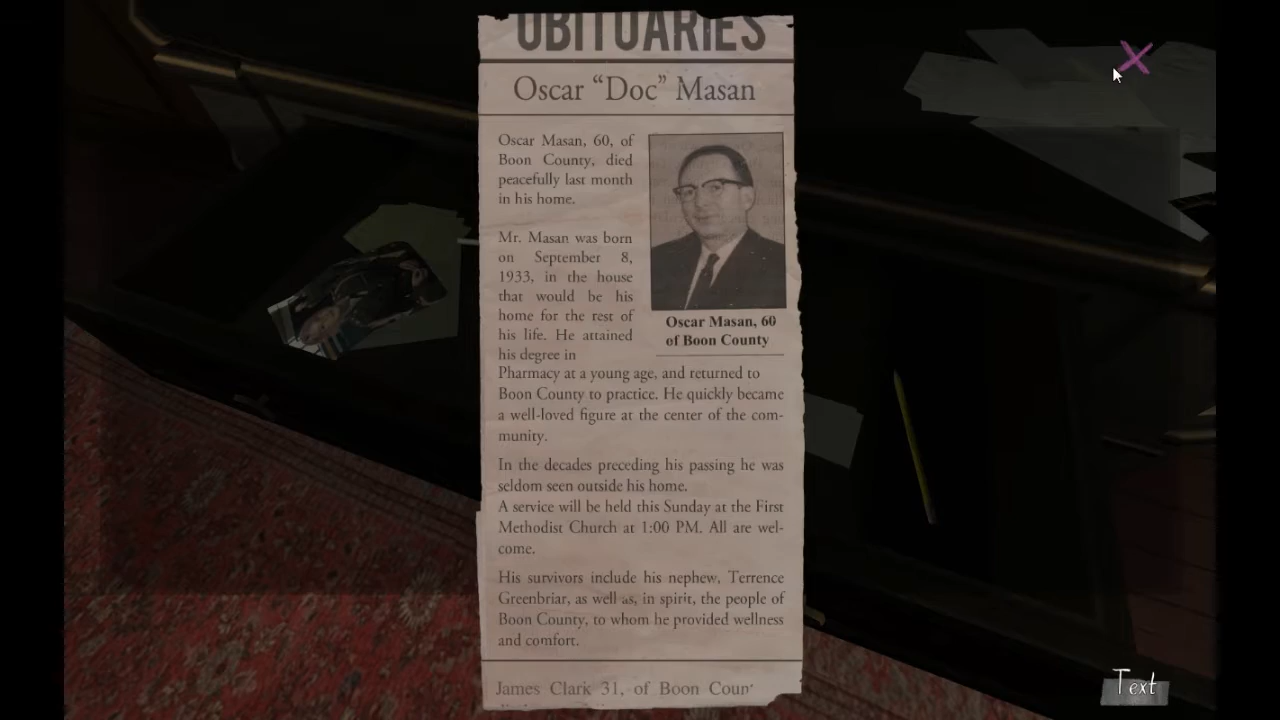 OBITUARIES
Oscar “Doc” Masan
Oscar Masan, 60, of
Boon County, died
peacefully last month
in his home.
Mr. Masan was born
on September 8,
1933, in the house
that would be his
home for the rest of
his life. He attained
his degree in
Pharmacy at a young age, and returned to
Boon County to practice. He quickly became
a well-loved figure at the center of the com-
munity.
Oscar Masan, 60
of Boon County
In the decades preceding his passing he was
seldom seen outside his home.
A service will be held this Sunday at the First
Methodist Church at 1:00 PM. All are wel-
come.
His survivors include his nephew, Terrence
Greenbriar, as well as, in spirit, the people of
Boon County, to whom he provided wellness
and comfort.
James Clark 31, of Boon
Text